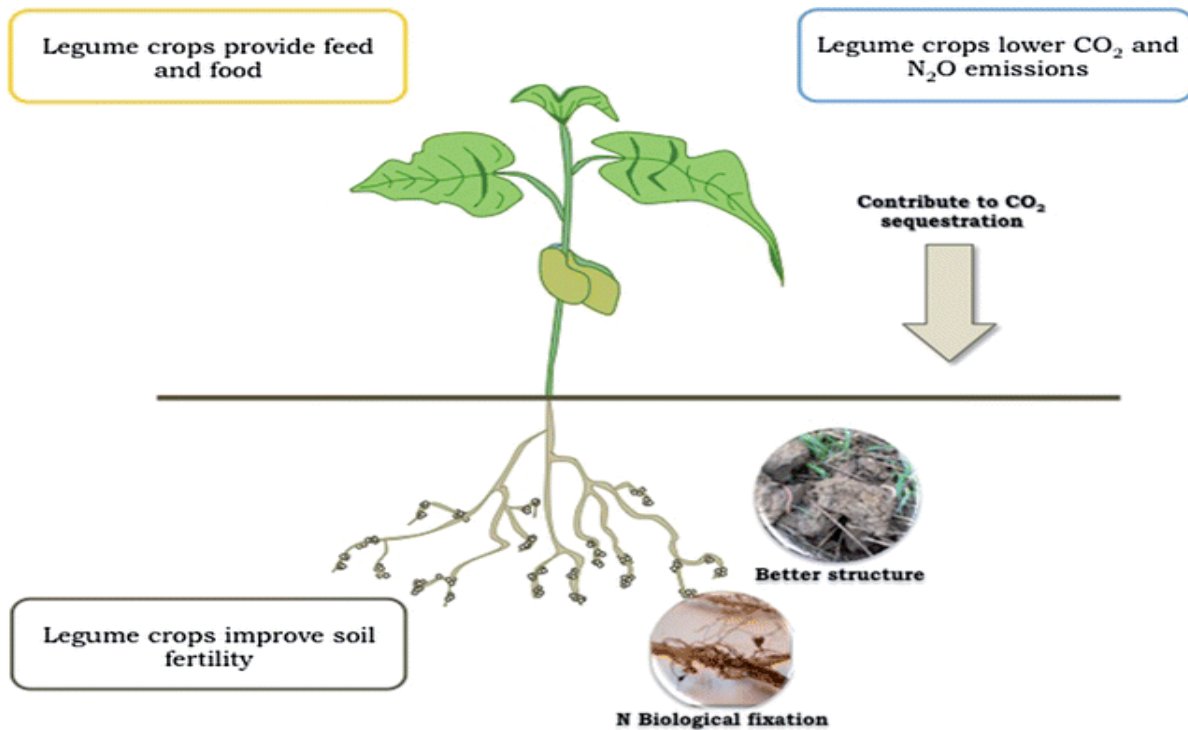 Legume crops provide feed
and food
Legume crops lower CO₂ and
N₂O emissions
Contribute to CO₂
sequestration
Better structure
Legume crops improve soil
fertility
N Biological fixation